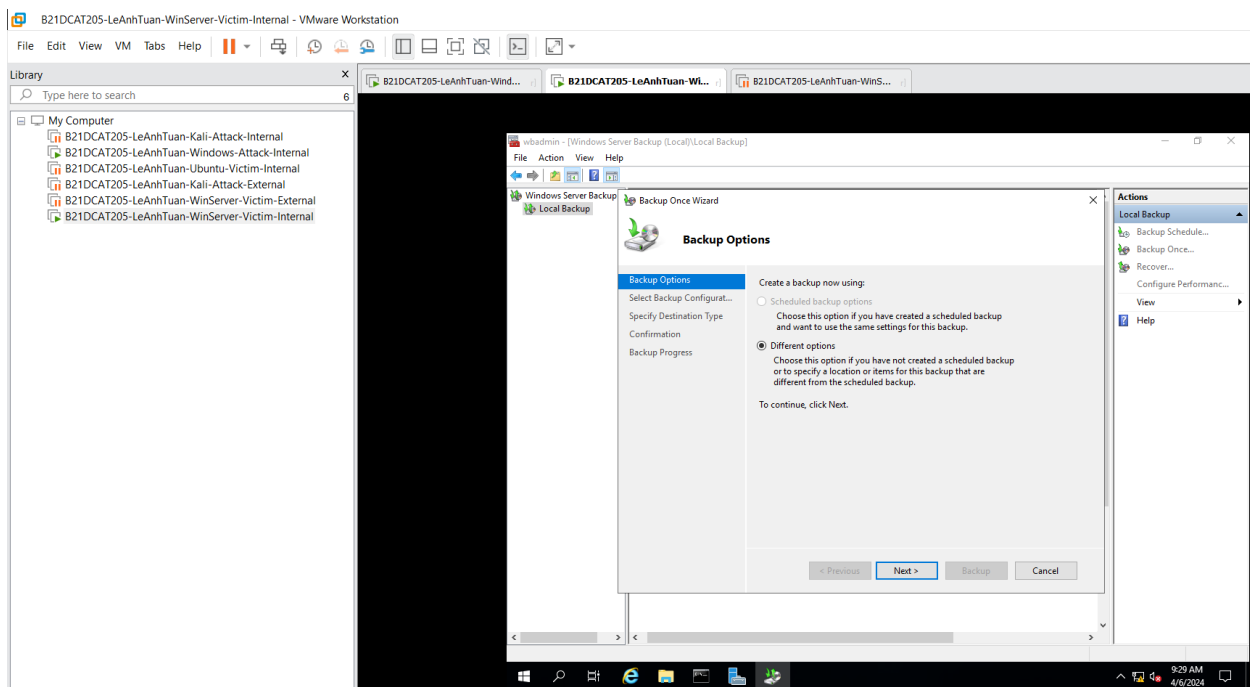 B21DCAT205-LeAnhTuan-WinServer-Victim-Internal - VMware Workstation
File Edit View VM Tabs Help
Library x
Type here to search 6
My Computer
B21DCAT205-LeAnhTuan-Kali-Attack-Internal
B21DCAT205-LeAnhTuan-Windows-Attack-Internal
B21DCAT205-LeAnhTuan-Ubuntu-Victim-Internal
B21DCAT205-LeAnhTuan-Kali-Attack-External
B21DCAT205-LeAnhTuan-WinServer-Victim-External
B21DCAT205-LeAnhTuan-WinServer-Victim-Internal
B21DCAT205-LeAnhTuan-Wind... B21DCAT205-LeAnhTuan-Wi... B21DCAT205-LeAnhTuan-WinS...
wbadmin - [Windows Server Backup (Local)\Local Backup]
File Action View Help
Windows Server Backup
Local Backup
Backup Once Wizard
Backup Options
Backup Options
Select Backup Configurat...
Specify Destination Type
Confirmation
Backup Progress
Create a backup now using:
Scheduled backup options
Choose this option if you have created a scheduled backup
and want to use the same settings for this backup.
Different options
Choose this option if you have not created a scheduled backup
or to specify a location or items for this backup that are
different from the scheduled backup.
To continue, click Next.
< Previous Next > Backup Cancel
Actions
Local Backup
Backup Schedule...
Backup Once...
Recover...
Configure Performanc...
View
Help
9:29 AM
4/6/2024